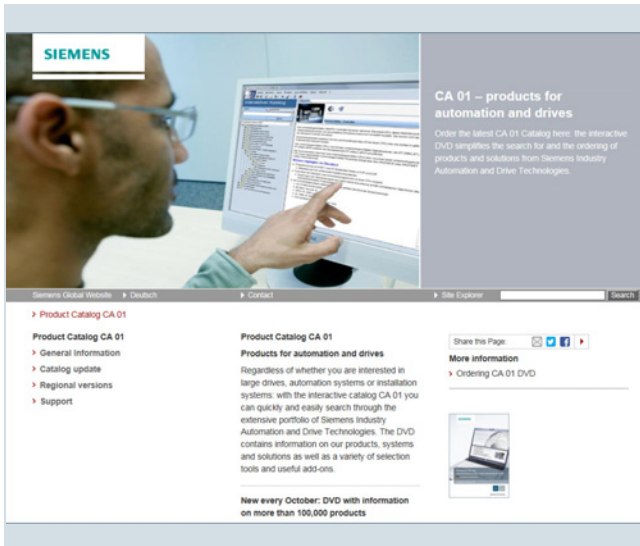 SIEMENS
CA 01 – products for
automation and drives
Order the latest CA 01 Catalog here: the interactive
DVD simplifies the search for and the ordering of
products and solutions from Siemens Industry
Automation and Drive Technologies.
Siemens Global Website Deutsch Contact Site Explorer Search
Product Catalog CA 01
Product Catalog CA 01
General Information
Catalog update
Regional versions
Support
Product Catalog CA 01
Products for automation and drives
Regardless of whether you are interested in
large drives, automation systems or installation
systems: with the interactive catalog CA 01 you
can quickly and easily search through the
extensive portfolio of Siemens Industry
Automation and Drive Technologies. The DVD
contains information on our products, systems
and solutions as well as a variety of selection
tools and useful add-ons.
New every October: DVD with information
on more than 100,000 products
Share this Page:
More information
Ordering CA 01 DVD